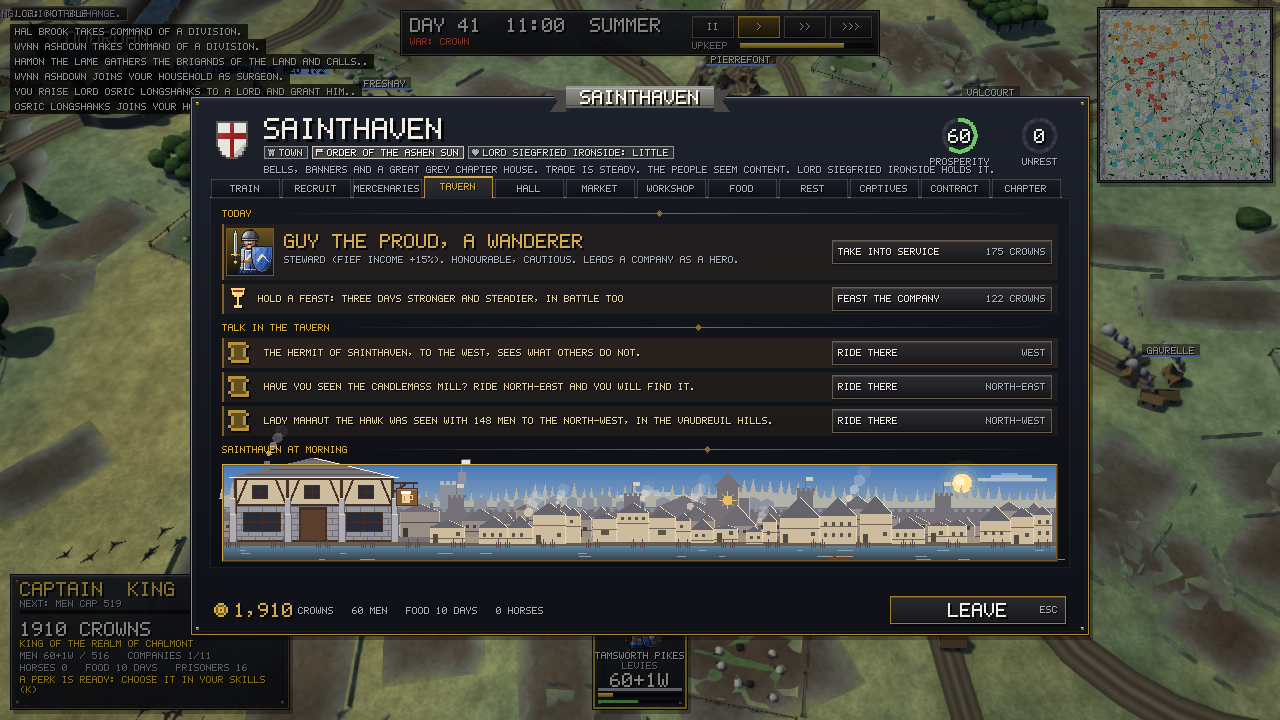 HAL BROOK TAKES COMMAND OF A DIVISION.
WYNN ASHDOWN TAKES COMMAND OF A DIVISION.
HAMON THE LAME GATHERS THE BRIGANDS OF THE LAND AND CALLS..
WYNN ASHDOWN JOINS YOUR HOUSEHOLD AS SURGEON.
YOU RAISE LORD OSRIC LONGSHANKS TO A LORD AND GRANT HIM..
OSRIC LONGSHANKS JOINS YOUR H
FRESNAY
DAY 41 11:00 SUMMER
WAR: CROWN
II > >> >>>
UPKEEP
PIERREFONT
VALCOURT
GAVRELLE
SAINTHAVEN
SAINTHAVEN
TOWN ORDER OF THE ASHEN SUN LORD SIEGFRIED IRONSIDE: LITTLE
60 PROSPERITY
0 UNREST
BELLS, BANNERS AND A GREAT GREY CHAPTER HOUSE. TRADE IS STEADY. THE PEOPLE SEEM CONTENT. LORD SIEGFRIED IRONSIDE HOLDS IT.
TRAIN RECRUIT MERCENARIES TAVERN HALL MARKET WORKSHOP FOOD REST CAPTIVES CONTRACT CHAPTER
TODAY
GUY THE PROUD, A WANDERER
STEWARD (FIEF INCOME +15%). HONOURABLE, CAUTIOUS. LEADS A COMPANY AS A HERO.
TAKE INTO SERVICE 175 CROWNS
HOLD A FEAST: THREE DAYS STRONGER AND STEADIER, IN BATTLE TOO
FEAST THE COMPANY 122 CROWNS
TALK IN THE TAVERN
THE HERMIT OF SAINTHAVEN, TO THE WEST, SEES WHAT OTHERS DO NOT.
RIDE THERE WEST
HAVE YOU SEEN THE CANDLEMASS MILL? RIDE NORTH-EAST AND YOU WILL FIND IT.
RIDE THERE NORTH-EAST
LADY MAHAUT THE HAWK WAS SEEN WITH 148 MEN TO THE NORTH-WEST, IN THE VAUDREUIL HILLS.
RIDE THERE NORTH-WEST
SAINTHAVEN AT MORNING
1,910 CROWNS 60 MEN FOOD 10 DAYS 0 HORSES
LEAVE ESC
CAPTAIN KING
NEXT: MEN CAP 519
1910 CROWNS
KING OF THE REALM OF CHALMONT
MEN 60+1W / 516 COMPANIES 1/11
HORSES 0 FOOD 10 DAYS PRISONERS 16
A PERK IS READY: CHOOSE IT IN YOUR SKILLS
(K)
TAMSWORTH PIKES
LEVIES
60+1W